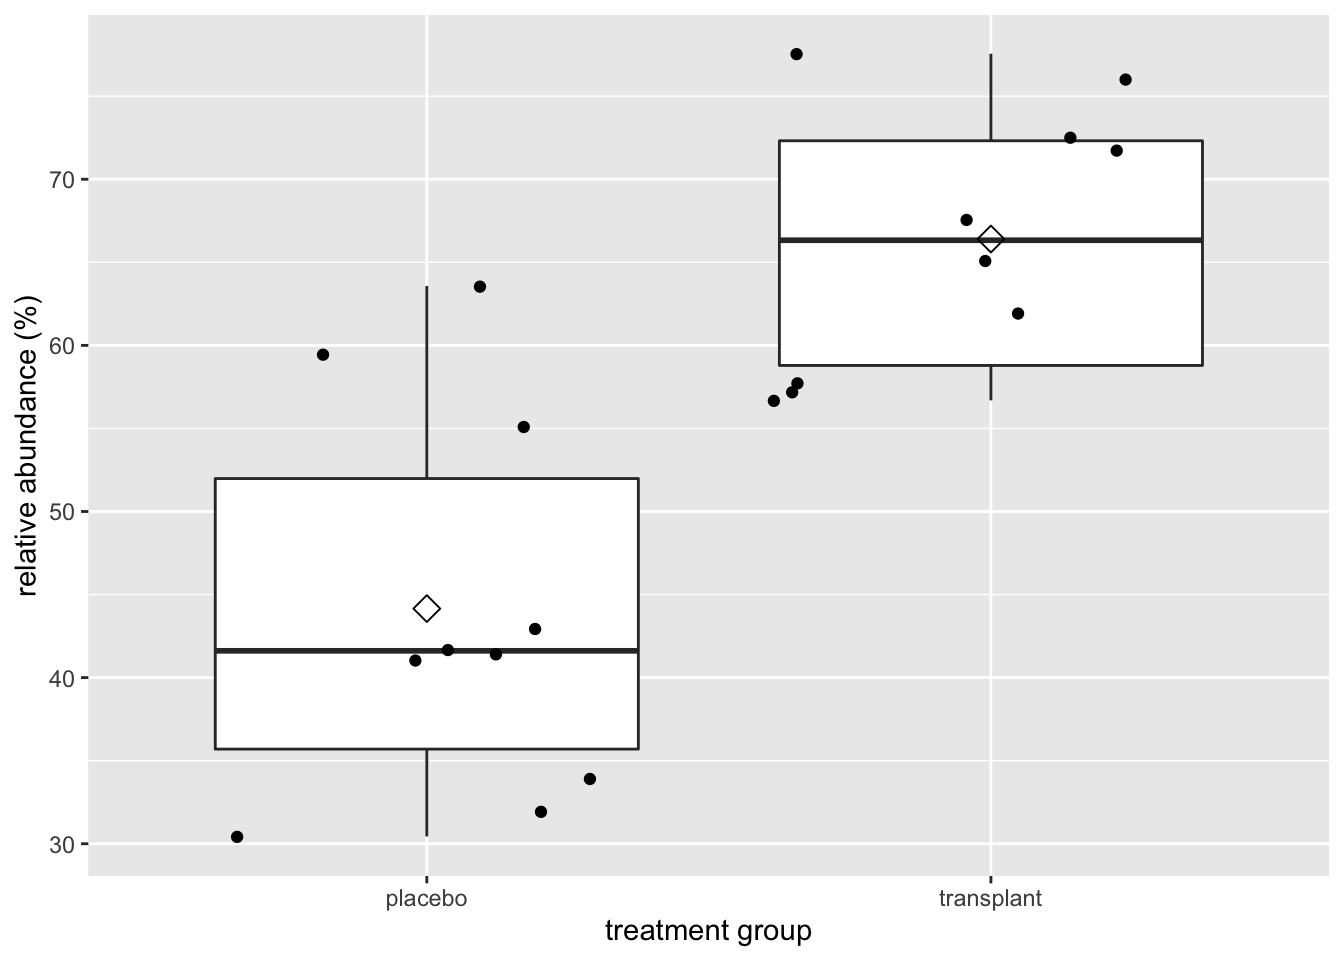 relative abundance (%)
70
60
50
40
30
placebo
transplant
treatment group